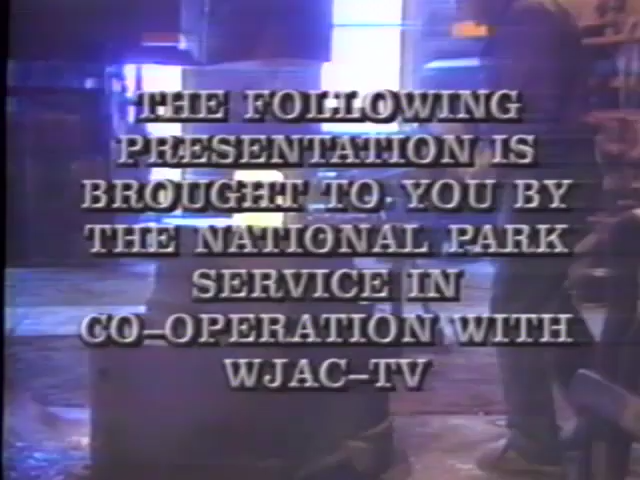 THE FOLLOWING
PRESENTATION IS
BROUGHT TO YOU BY
THE NATIONAL PARK
SERVICE IN
CO-OPERATION WITH
WJAC-TV